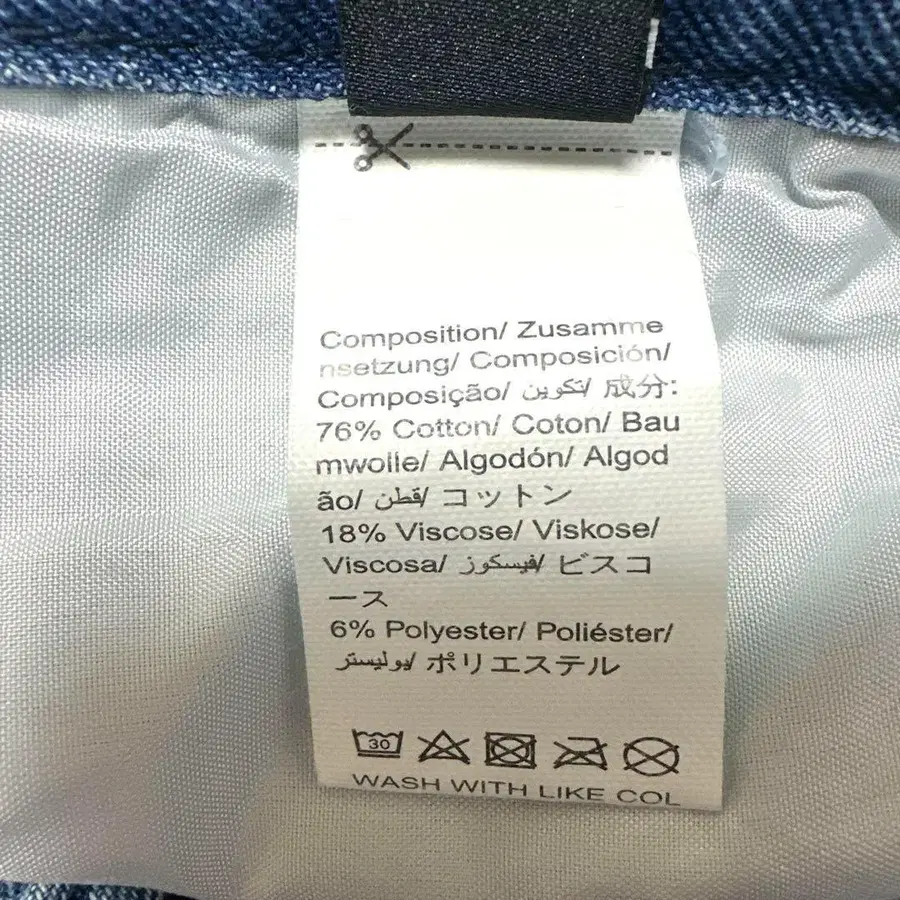 Composition/ Zusamme
nsetzung/ Composición/
Composição/ تكوين/ 成分:
76% Cotton/ Coton/ Bau
mwolle/ Algodón/ Algod
ão/ قطن/ コットン
18% Viscose/ Viskose/
Viscosa/ فيسكوز/ ビスコ
ース
6% Polyester/ Poliéster/
بوليستر/ ポリエステル
30
WASH WITH LIKE COL